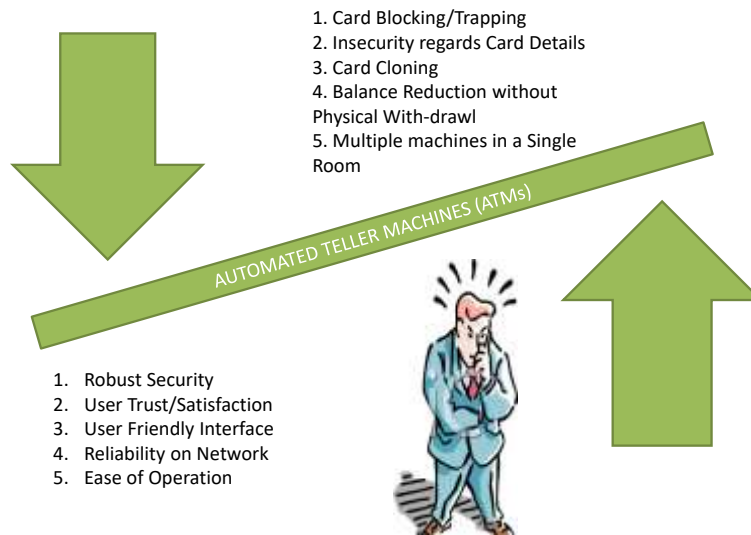 1. Card Blocking/Trapping
2. Insecurity regards Card Details
3. Card Cloning
4. Balance Reduction without
Physical With-drawl
5. Multiple machines in a Single
Room
AUTOMATED TELLER MACHINES (ATMs)
1. Robust Security
2. User Trust/Satisfaction
3. User Friendly Interface
4. Reliability on Network
5. Ease of Operation